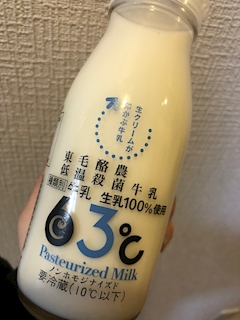 生クリームが
浮かぶ牛乳
東毛酪農
低温殺菌牛乳
種類別 牛乳 生乳100%使用
63℃
Pasteurized Milk
ノンホモジナイズド
要冷蔵(10℃以下)